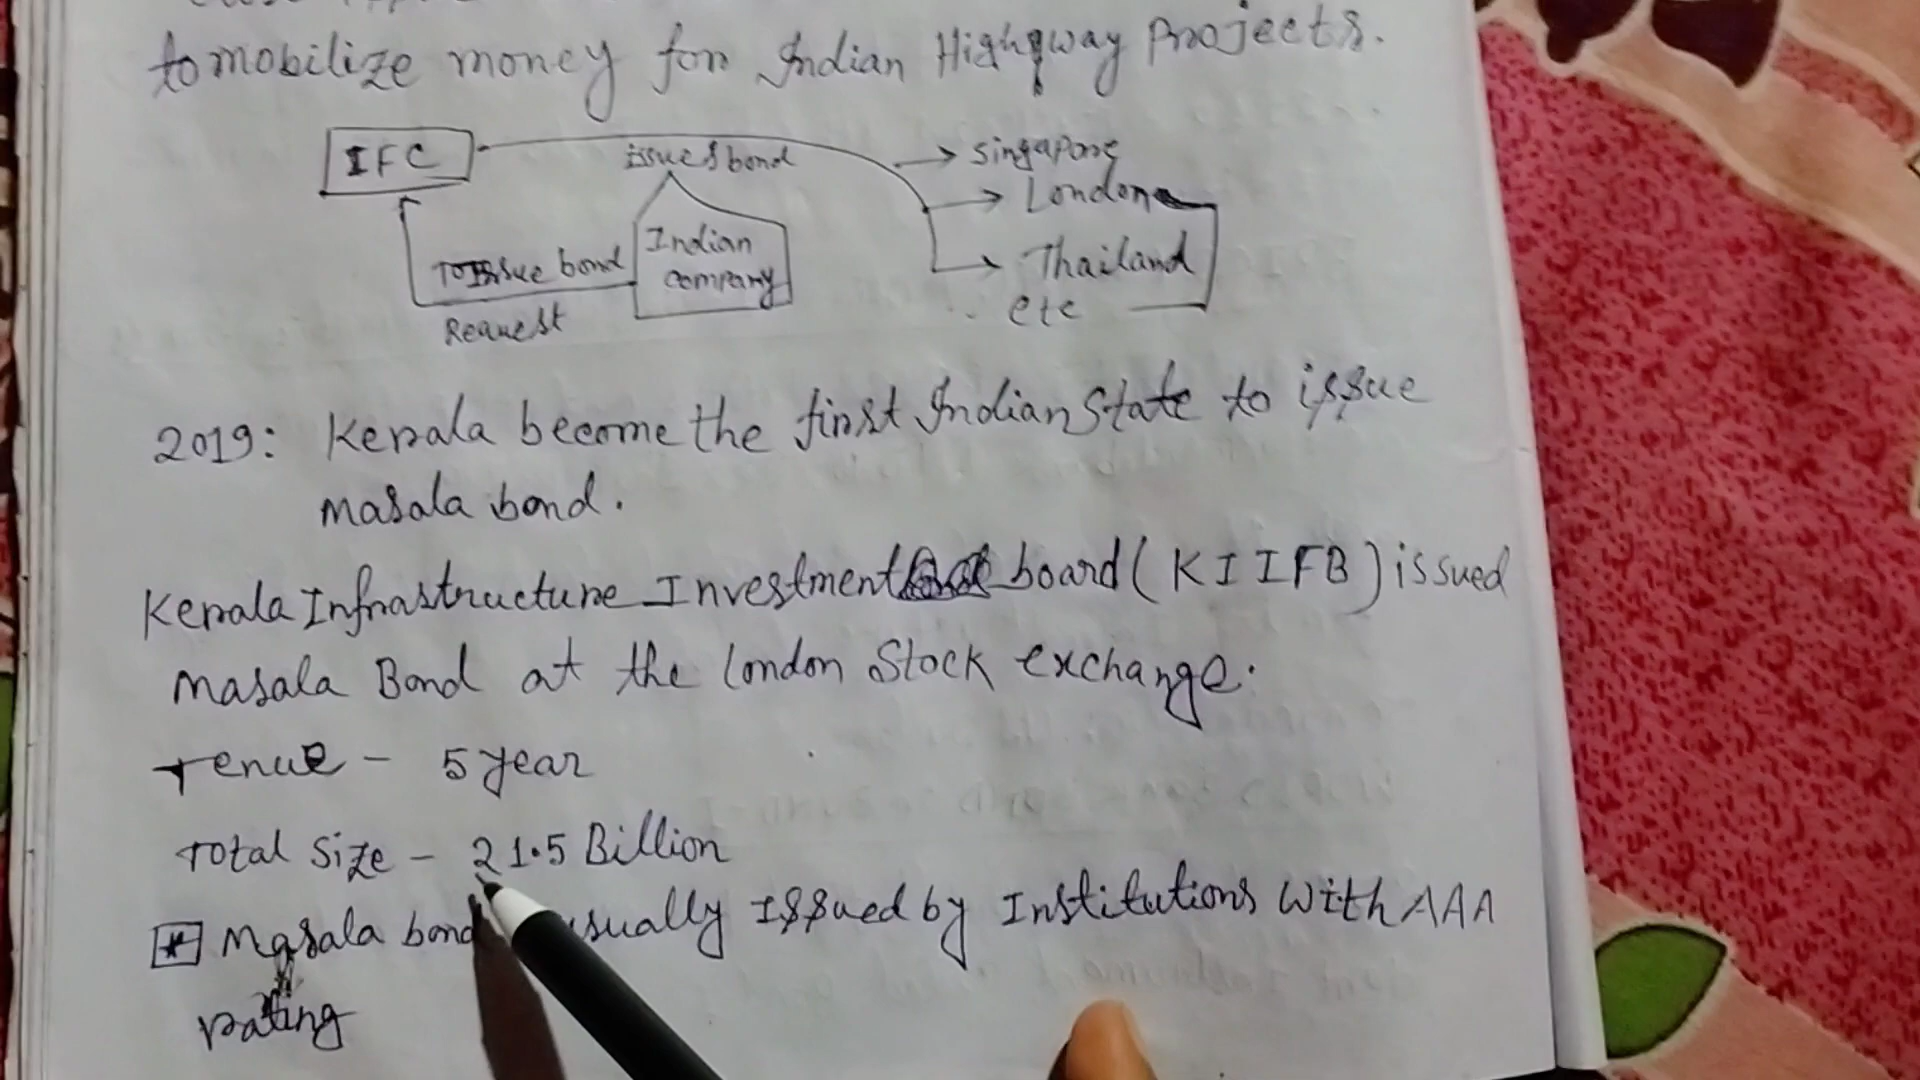 to mobilize money for Indian Highway Projects.
IFC
issues bond
Singapore
London
Thailand
etc
Indian
company
To Issue bond
Request
2019: Kerala become the first Indian State to issue
masala bond.
Kerala Infrastructure Investment board (KIIFB) issued
Masala Bond at the London Stock exchange.
Tenue - 5 year
Total Size - 21.5 Billion
Masala bond usually Issued by Institutions With AAA
rating